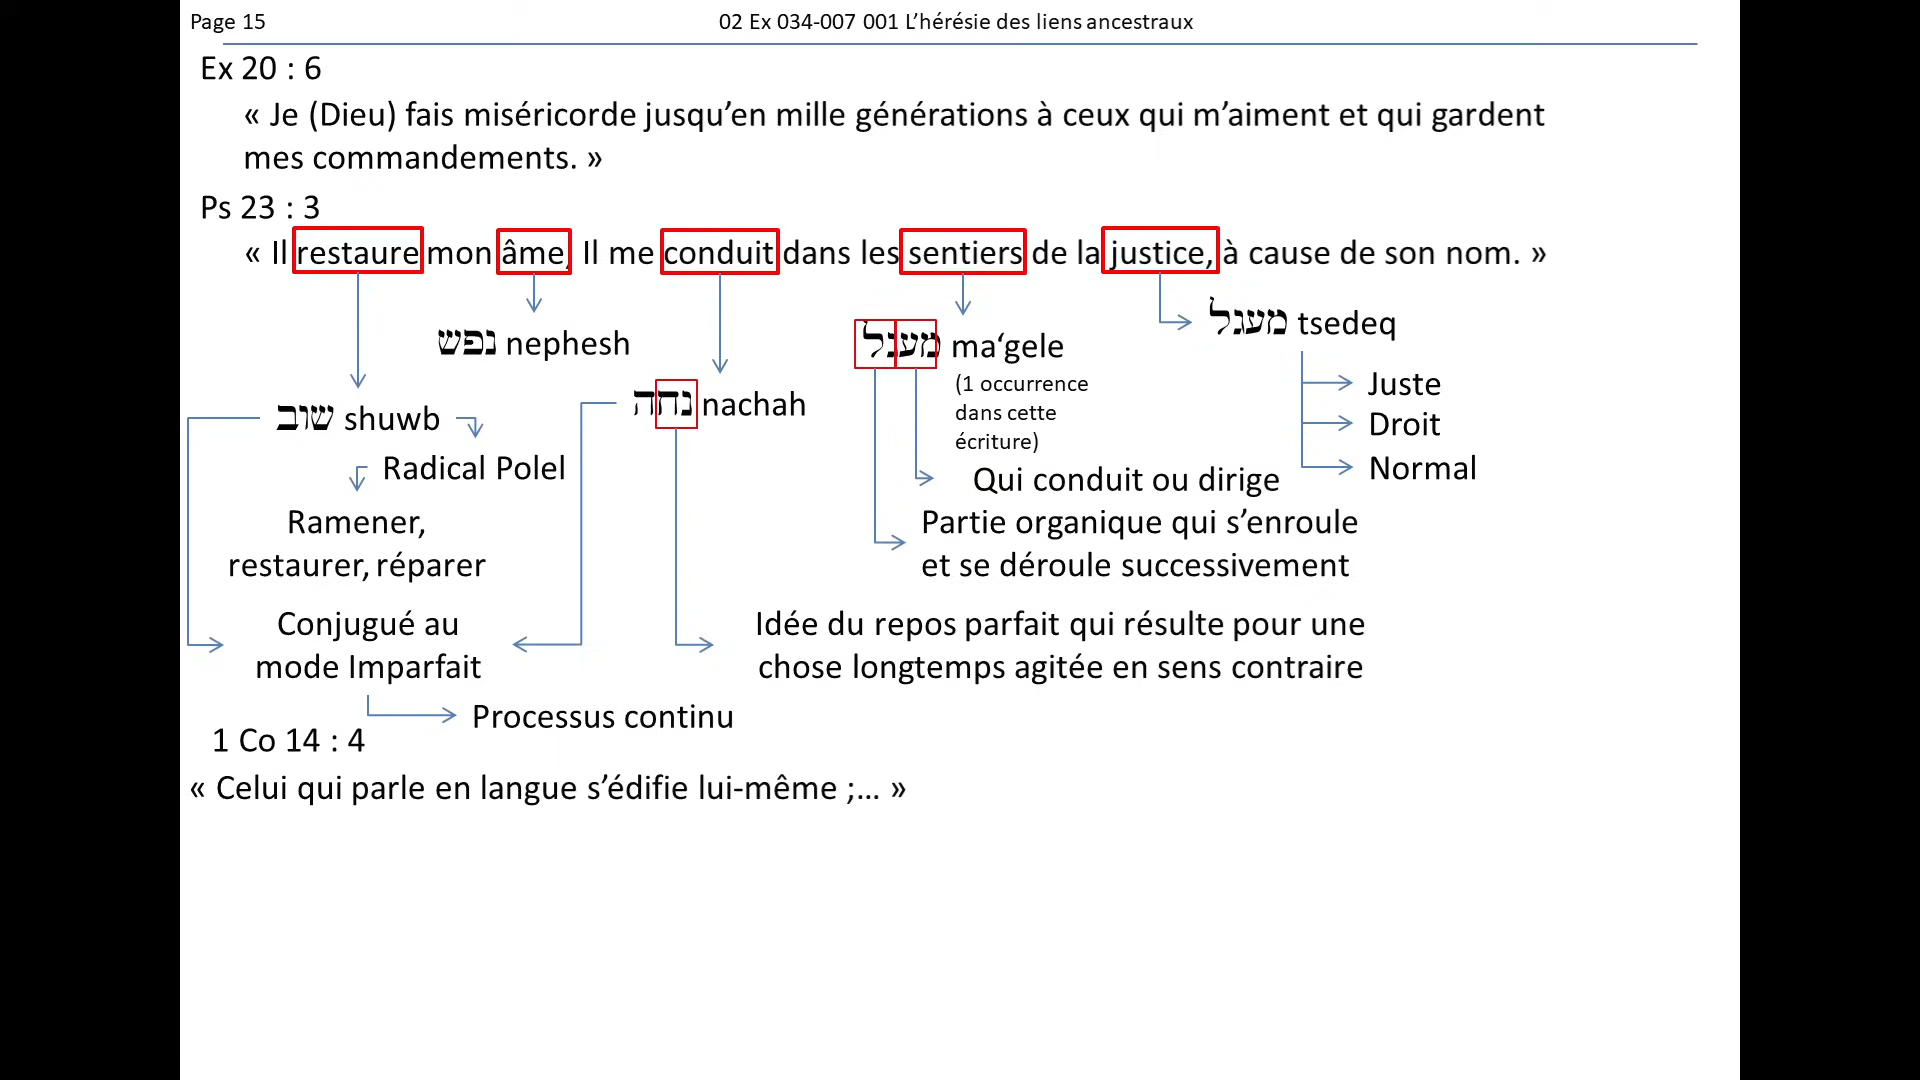 Page 15
02 Ex 034-007 001 L’hérésie des liens ancestraux
Ex 20 : 6
« Je (Dieu) fais miséricorde jusqu’en mille générations à ceux qui m’aiment et qui gardent
mes commandements. »
Ps 23 : 3
« Il restaure mon âme, Il me conduit dans les sentiers de la justice, à cause de son nom. »
מעגל tsedeq
נפש nephesh
מעגל ma‘gele
(1 occurrence
dans cette
écriture)
Juste
Droit
Normal
נחה nachah
שוב shuwb
Radical Polel
Qui conduit ou dirige
Ramener,
restaurer, réparer
Partie organique qui s’enroule
et se déroule successivement
Conjugué au
mode Imparfait
Idée du repos parfait qui résulte pour une
chose longtemps agitée en sens contraire
Processus continu
1 Co 14 : 4
« Celui qui parle en langue s’édifie lui-même ;… »